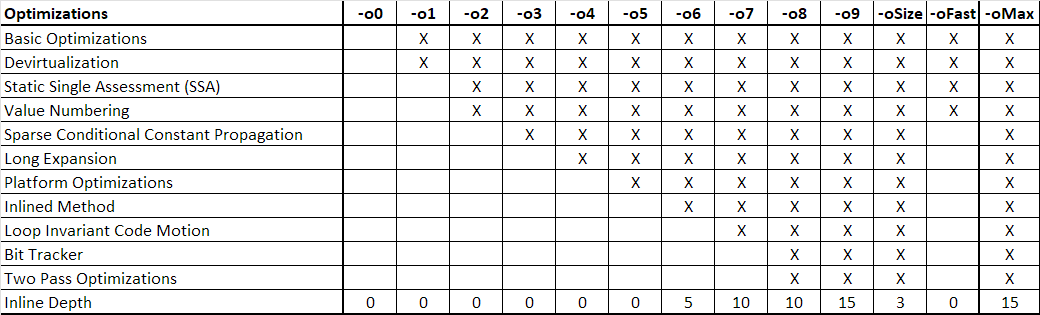 Optimizations -o0 -o1 -o2 -o3 -o4 -o5 -o6 -o7 -o8 -o9 -oSize -oFast -oMax
Basic Optimizations X X X X X X X X X X X X
Devirtualization X X X X X X X X X X X X
Static Single Assessment (SSA) X X X X X X X X X X X
Value Numbering X X X X X X X X X X X
Sparse Conditional Constant Propagation X X X X X X X X X
Long Expansion X X X X X X X X
Platform Optimizations X X X X X X X
Inlined Method X X X X X X
Loop Invariant Code Motion X X X X X
Bit Tracker X X X X
Two Pass Optimizations X X X X
Inline Depth 0 0 0 0 0 0 5 10 10 15 3 0 15